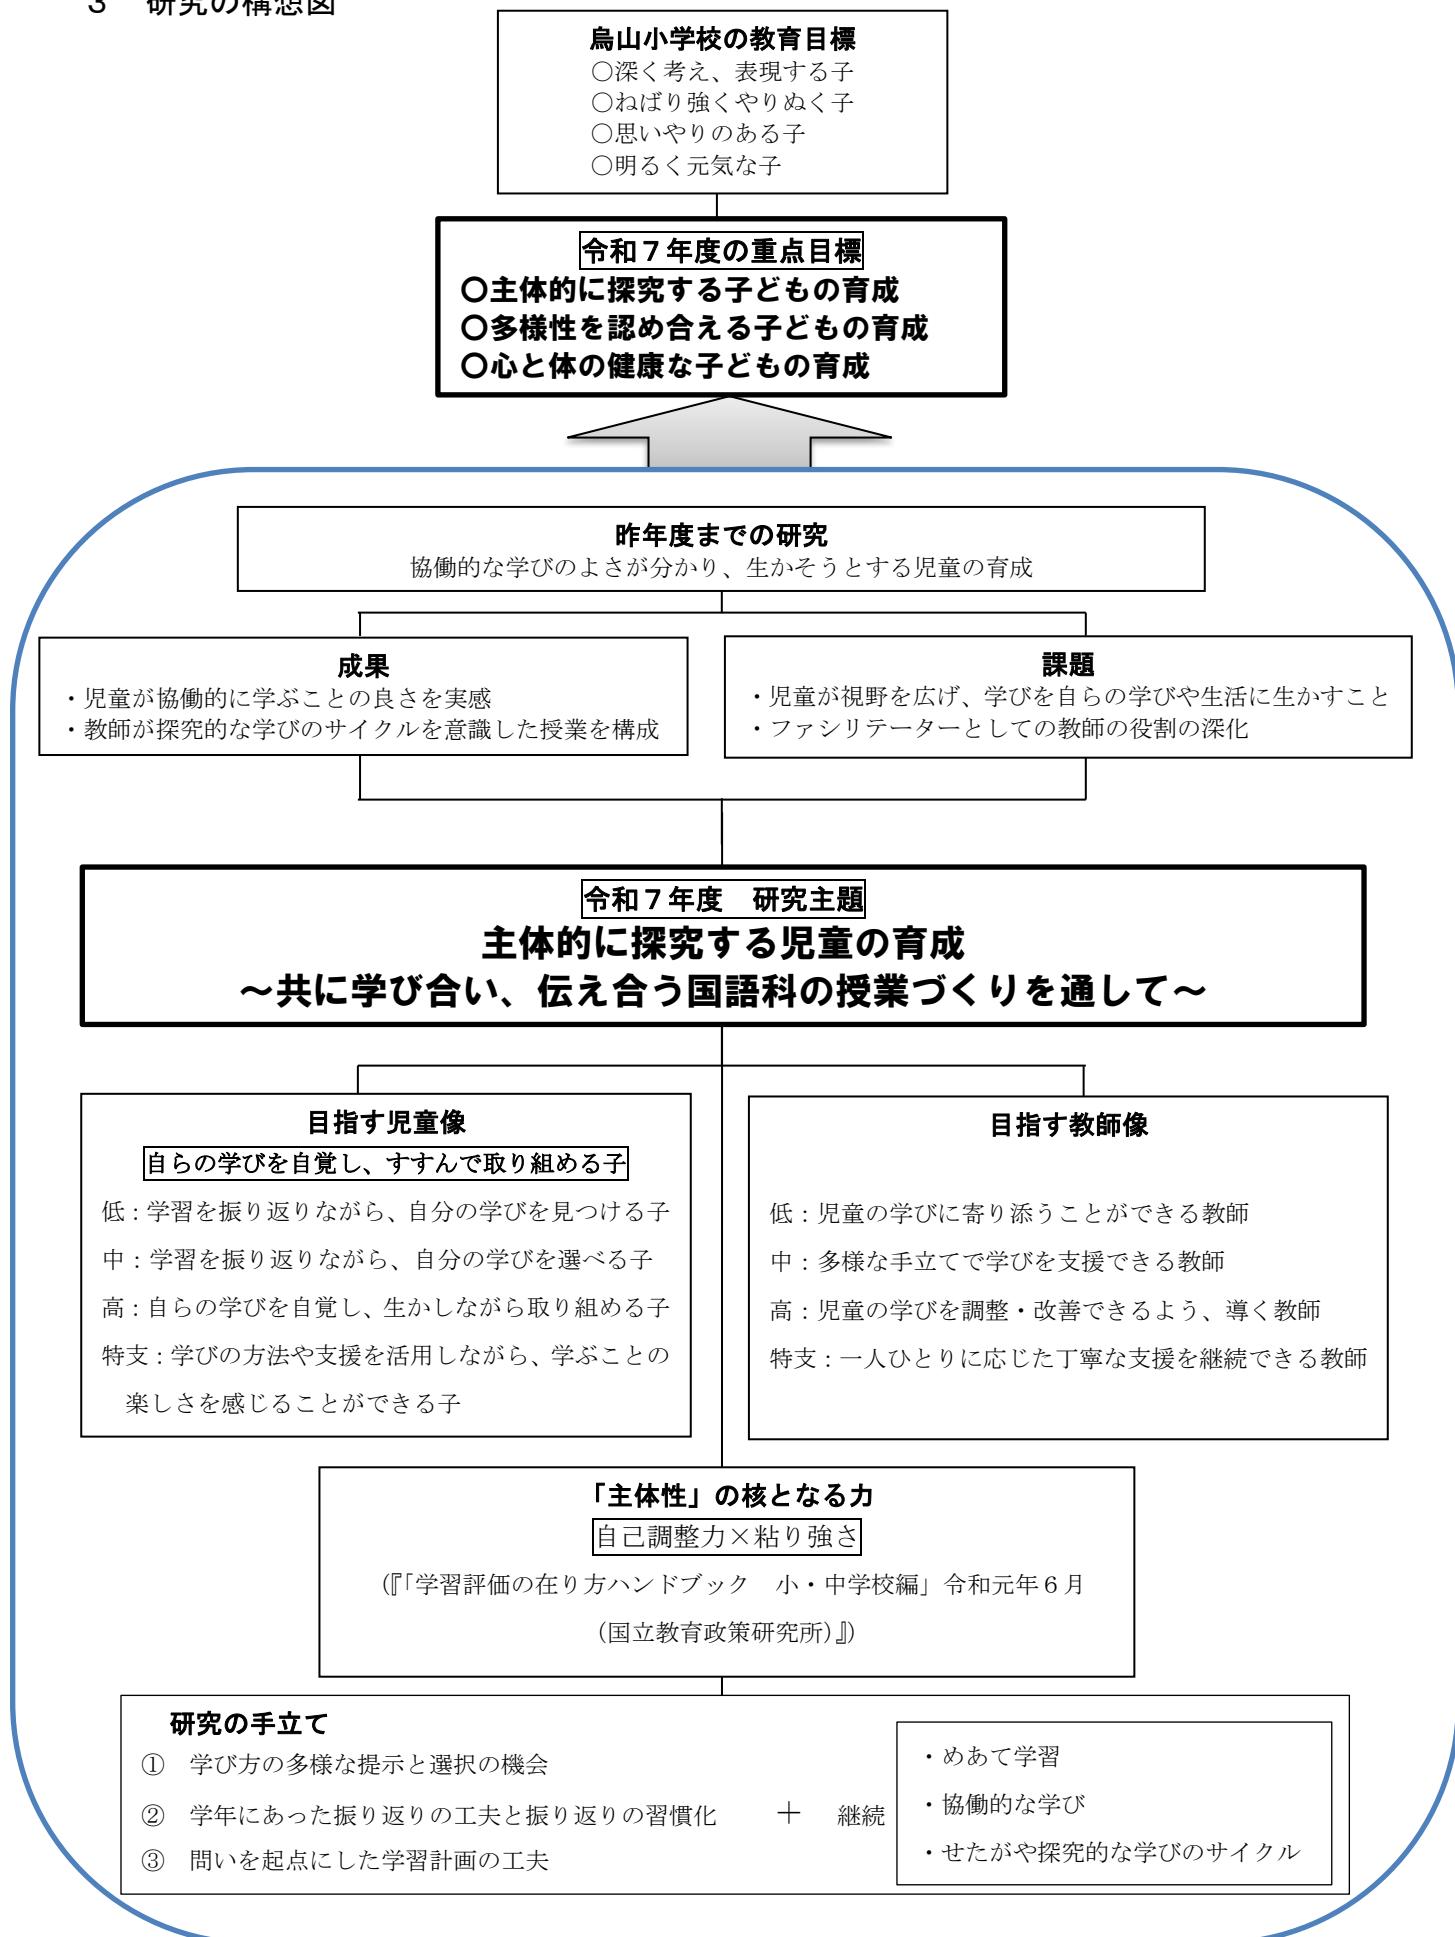 ３　研究の構想図
烏山小学校の教育目標
○深く考え、表現する子
○ねばり強くやりぬく子
○思いやりのある子
○明るく元気な子
令和７年度の重点目標
○主体的に探究する子どもの育成
○多様性を認め合える子どもの育成
○心と体の健康な子どもの育成
昨年度までの研究
協働的な学びのよさが分かり、生かそうとする児童の育成
成果
・児童が協働的に学ぶことの良さを実感
・教師が探究的な学びのサイクルを意識した授業を構成
課題
・児童が視野を広げ、学びを自らの学びや生活に生かすこと
・ファシリテーターとしての教師の役割の深化
令和７年度　研究主題
主体的に探究する児童の育成
～共に学び合い、伝え合う国語科の授業づくりを通して～
目指す児童像
自らの学びを自覚し、すすんで取り組める子
低：学習を振り返りながら、自分の学びを見つける子
中：学習を振り返りながら、自分の学びを選べる子
高：自らの学びを自覚し、生かしながら取り組める子
特支：学びの方法や支援を活用しながら、学ぶことの
楽しさを感じることができる子
目指す教師像
低：児童の学びに寄り添うことができる教師
中：多様な手立てで学びを支援できる教師
高：児童の学びを調整・改善できるよう、導く教師
特支：一人ひとりに応じた丁寧な支援を継続できる教師
「主体性」の核となる力
自己調整力×粘り強さ
（『「学習評価の在り方ハンドブック　小・中学校編」令和元年６月
（国立教育政策研究所）』）
研究の手立て
①　学び方の多様な提示と選択の機会
②　学年にあった振り返りの工夫と振り返りの習慣化
③　問いを起点にした学習計画の工夫
＋　継続
・めあて学習
・協働的な学び
・せたがや探究的な学びのサイクル